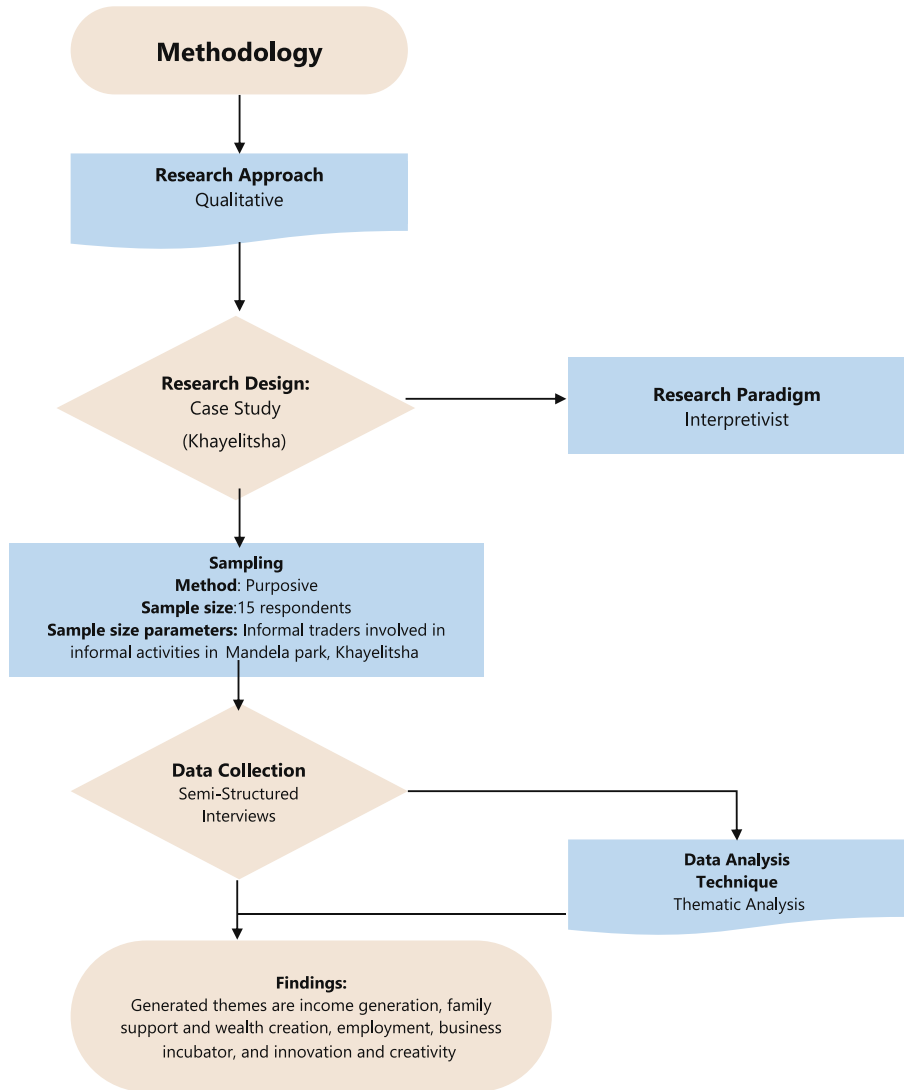 Methodology
Research Approach
Qualitative
Research Design:
Case Study
(Khayelitsha)
Research Paradigm
Interpretivist
Sampling
Method: Purposive
Sample size:15 respondents
Sample size parameters: Informal traders involved in
informal activities in Mandela park, Khayelitsha
Data Collection
Semi-Structured
Interviews
Data Analysis
Technique
Thematic Analysis
Findings:
Generated themes are income generation, family
support and wealth creation, employment, business
incubator, and innovation and creativity